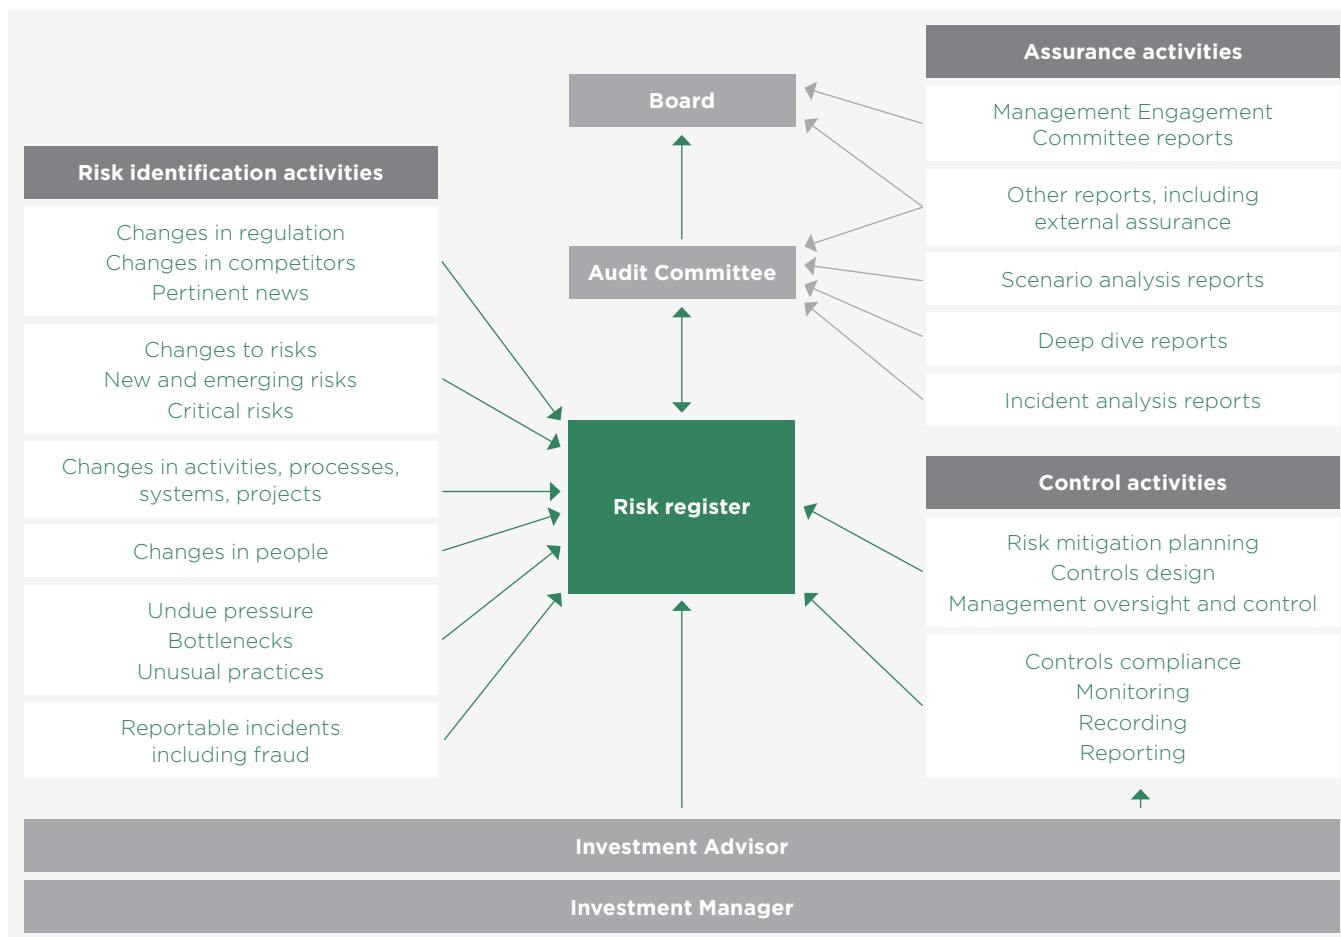 Risk identification activities
Changes in regulation
Changes in competitors
Pertinent news
Changes to risks
New and emerging risks
Critical risks
Changes in activities, processes,
systems, projects
Changes in people
Undue pressure
Bottlenecks
Unusual practices
Reportable incidents
including fraud
Board
Audit Committee
Risk register
Assurance activities
Management Engagement
Committee reports
Other reports, including
external assurance
Scenario analysis reports
Deep dive reports
Incident analysis reports
Control activities
Risk mitigation planning
Controls design
Management oversight and control
Controls compliance
Monitoring
Recording
Reporting
Investment Advisor
Investment Manager